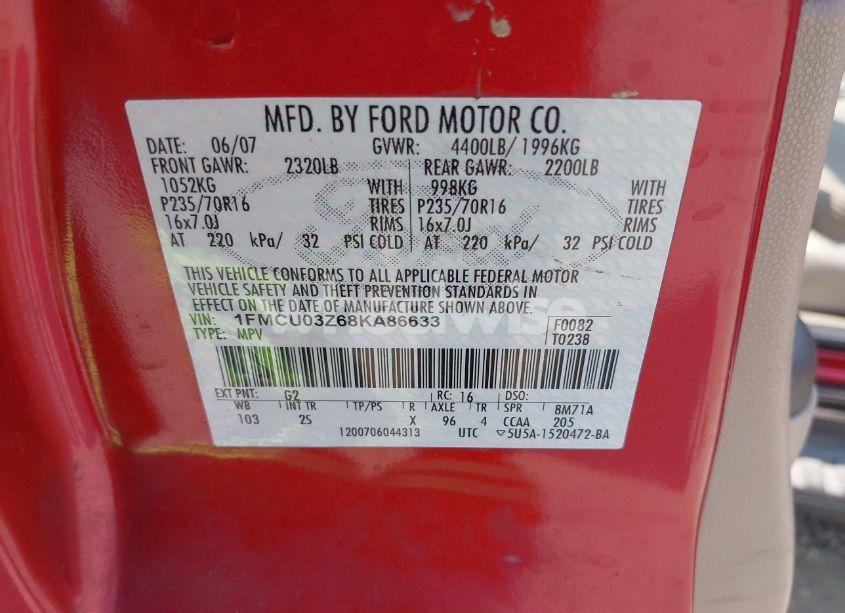 MFD. BY FORD MOTOR CO.
DATE: 06/07 GVWR: 4400LB/ 1996KG
FRONT GAWR: 2320LB REAR GAWR: 2200LB
1052KG WITH 998KG WITH
P235/70R16 TIRES P235/70R16 TIRES
16x7.0J RIMS 16x7.0J RIMS
AT 220 kPa/ 32 PSI COLD AT 220 kPa/ 32 PSI COLD
THIS VEHICLE CONFORMS TO ALL APPLICABLE FEDERAL MOTOR
VEHICLE SAFETY AND THEFT PREVENTION STANDARDS IN
EFFECT ON THE DATE OF MANUFACTURE SHOWN ABOVE.
VIN: 1FMCU03Z68KA86633 F0082
TYPE: MPV T0238
EXT PNT: G2 RC: 16 DSO:
WB INT TR TP/PS R AXLE TR SPR 8M71A
103 2S X 96 4 CCAA 205
1200706044313 UTC ▽5U5A-1520472-BA